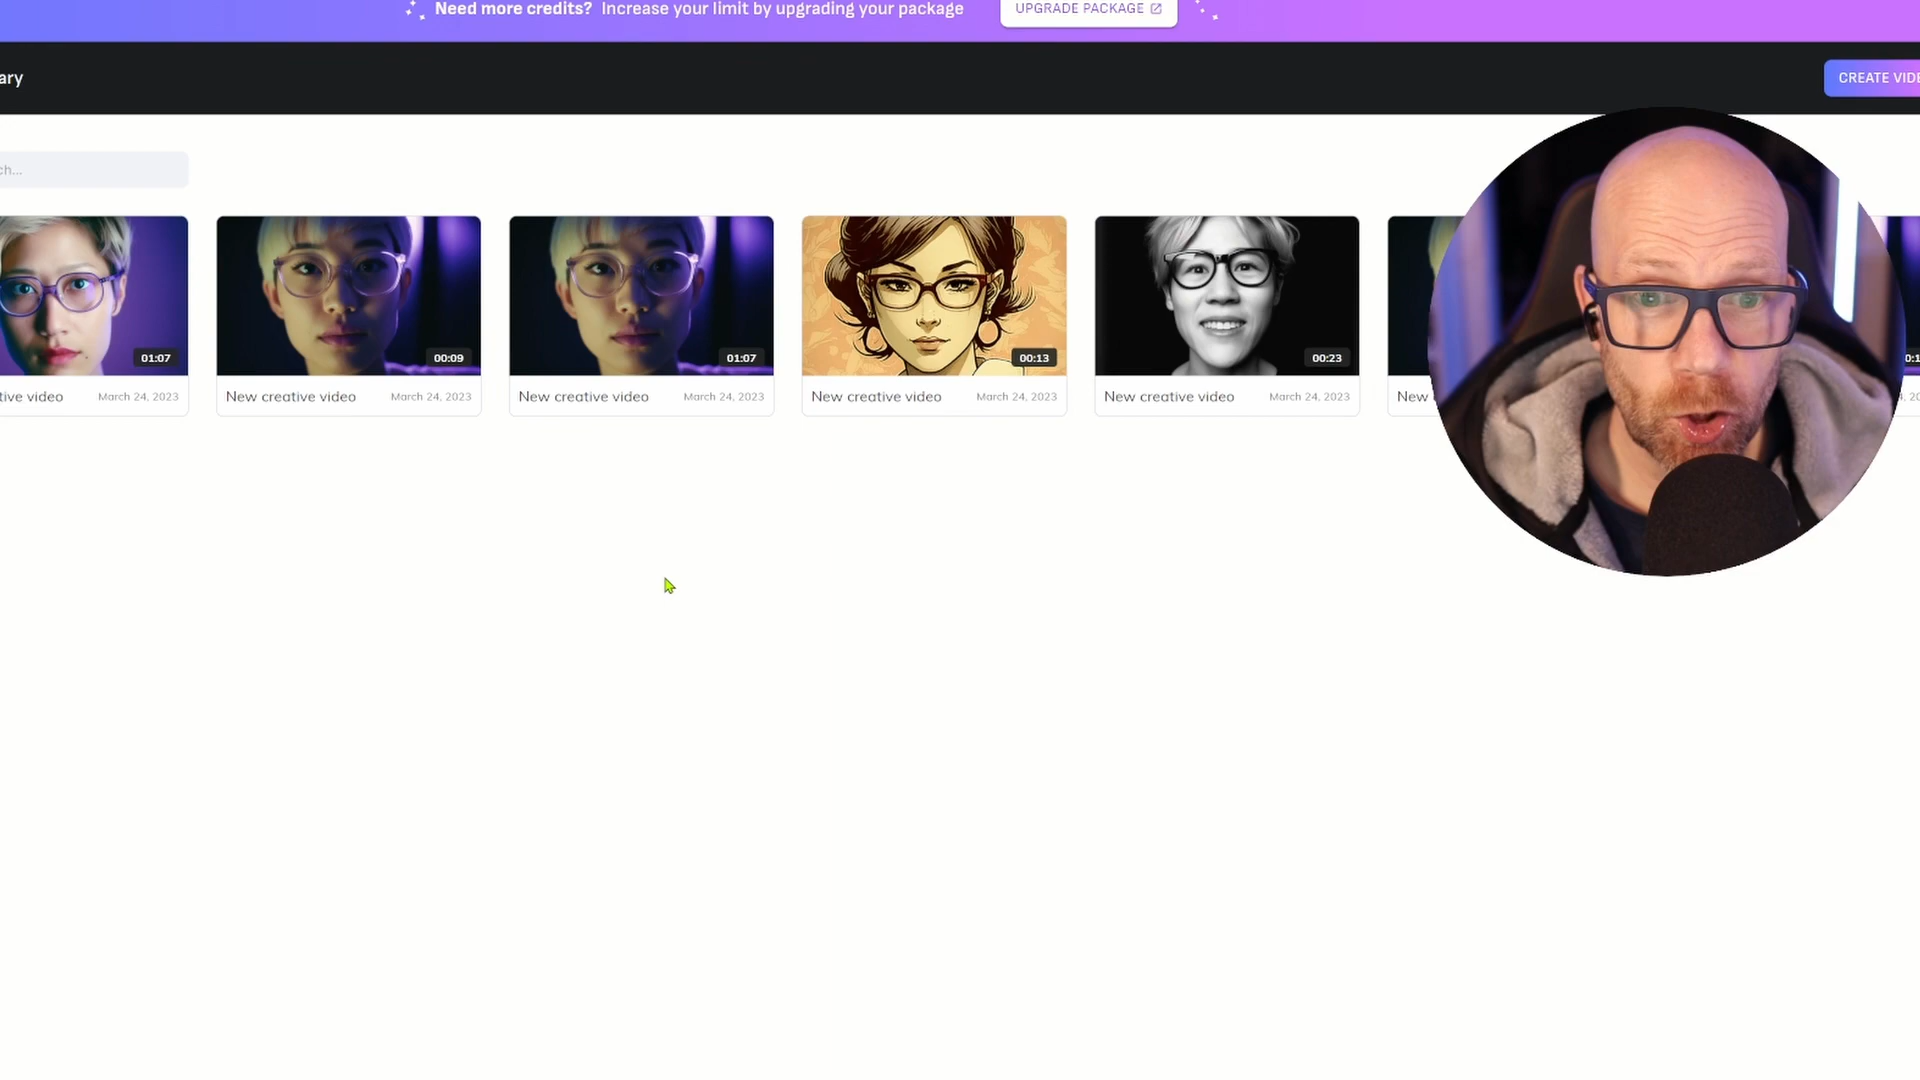 Need more credits? Increase your limit by upgrading your package
UPGRADE PACKAGE
ary
CREATE VIDE
ch...
01:07
00:09
01:07
00:13
00:23
0:1
tive video March 24, 2023
New creative video March 24, 2023
New creative video March 24, 2023
New creative video March 24, 2023
New creative video March 24, 2023
New